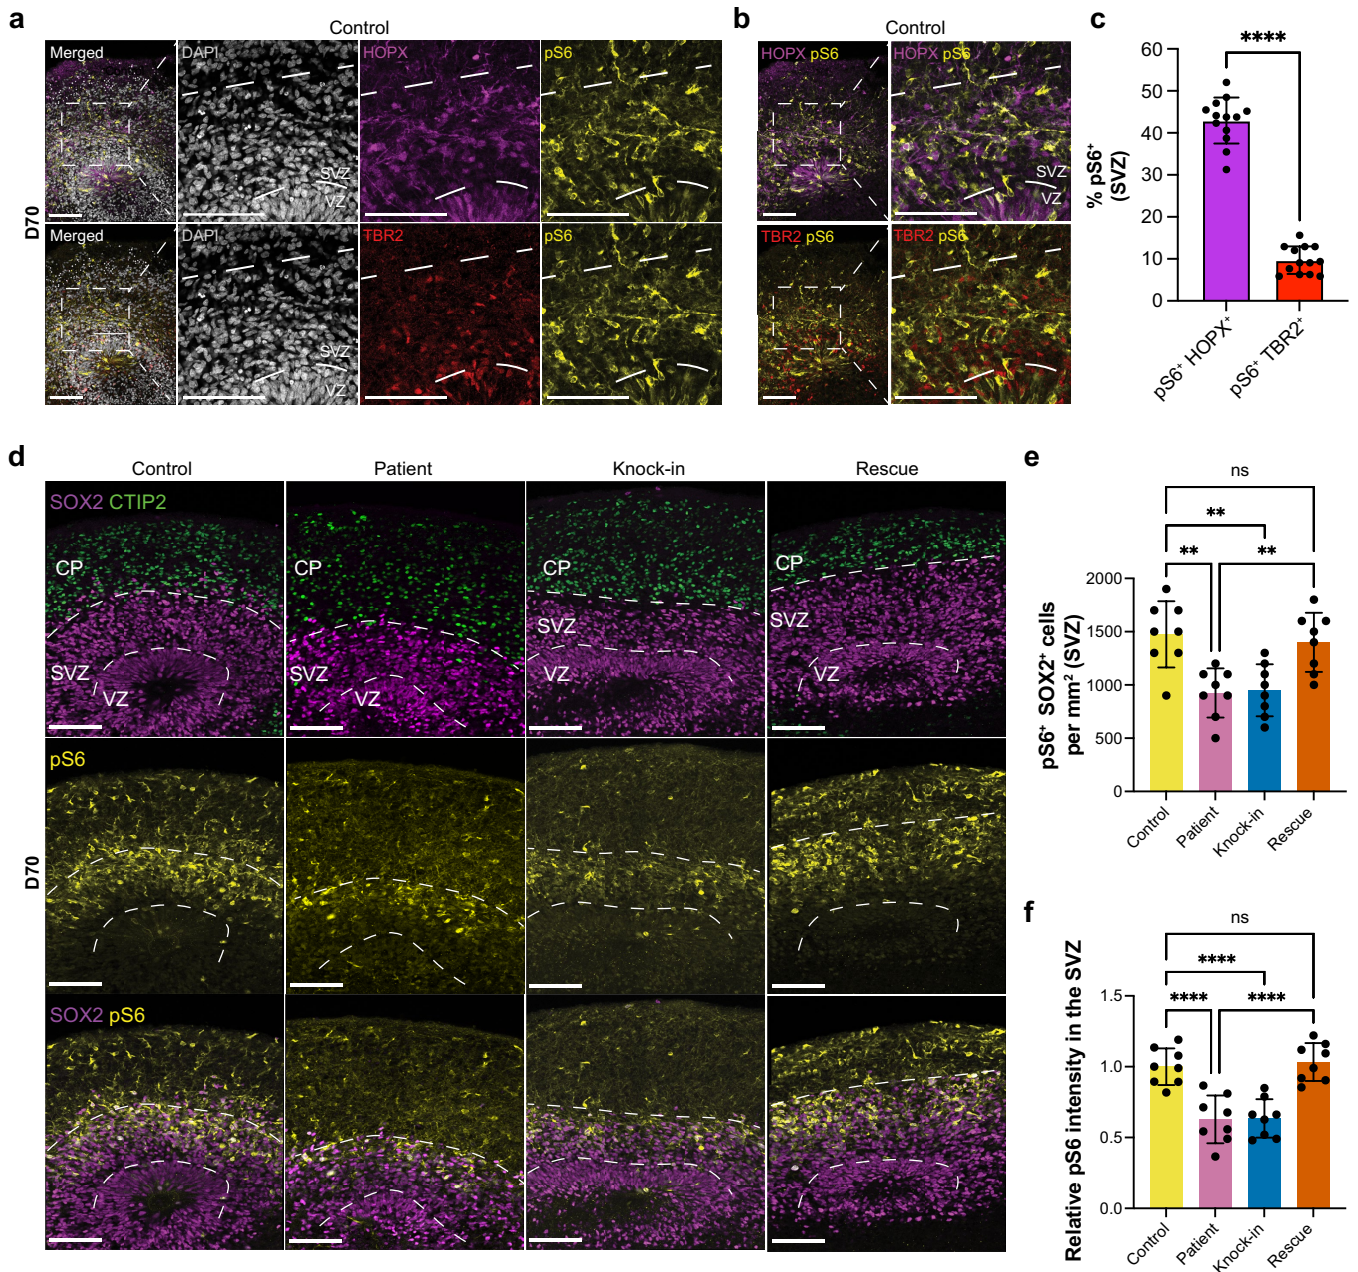 a
Control
Merged
DAPI
HOPX
pS6
SVZ
VZ
Merged
DAPI
TBR2
pS6
SVZ
VZ
D70
b
Control
HOPX pS6
HOPX pS6
SVZ
VZ
TBR2 pS6
TBR2 pS6
c
****
% pS6⁺
(SVZ)
60
50
40
30
20
10
0
pS6⁺ HOPX⁺
pS6⁺ TBR2⁺
d
Control
Patient
Knock-in
Rescue
SOX2 CTIP2
CP
SVZ
VZ
CP
SVZ
VZ
CP
SVZ
VZ
CP
SVZ
VZ
pS6
D70
SOX2 pS6
e
ns
**
**
**
pS6⁺ SOX2⁺ cells
per mm² (SVZ)
2000
1500
1000
500
0
Control
Patient
Knock-in
Rescue
f
ns
****
****
****
Relative pS6 intensity in the SVZ
1.5
1.0
0.5
0.0
Control
Patient
Knock-in
Rescue